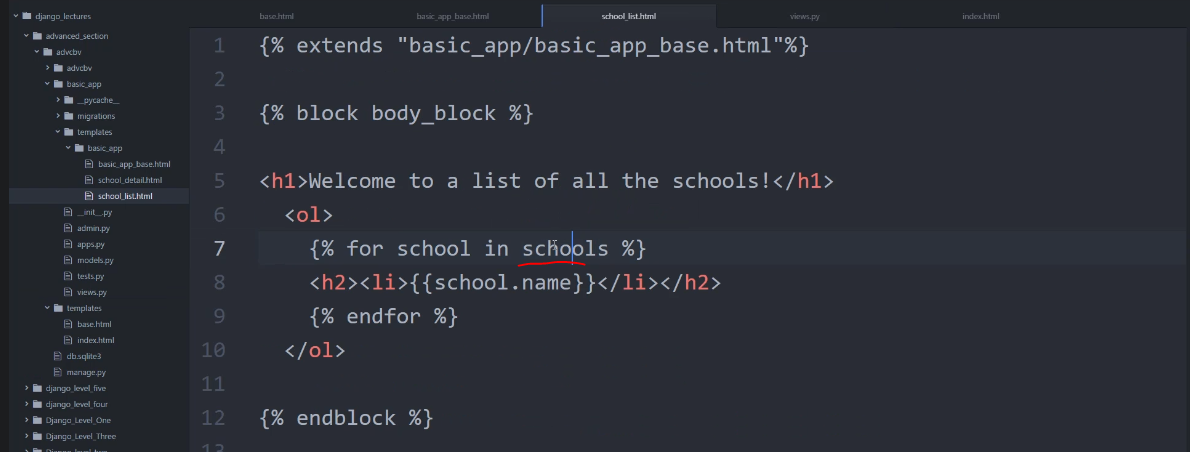 django_lectures
advanced_section
advcbv
advcbv
basic_app
__pycache__
migrations
templates
basic_app
basic_app_base.html
school_detail.html
school_list.html
__init__.py
admin.py
apps.py
models.py
tests.py
views.py
templates
base.html
index.html
db.sqlite3
manage.py
django_level_five
django_level_four
Django_Level_One
Django_Level_Three
base.html basic_app_base.html school_list.html views.py index.html
1 {% extends "basic_app/basic_app_base.html"%}
2
3 {% block body_block %}
4
5 <h1>Welcome to a list of all the schools!</h1>
6 <ol>
7 {% for school in schools %}
8 <h2><li>{{school.name}}</li></h2>
9 {% endfor %}
10 </ol>
11
12 {% endblock %}